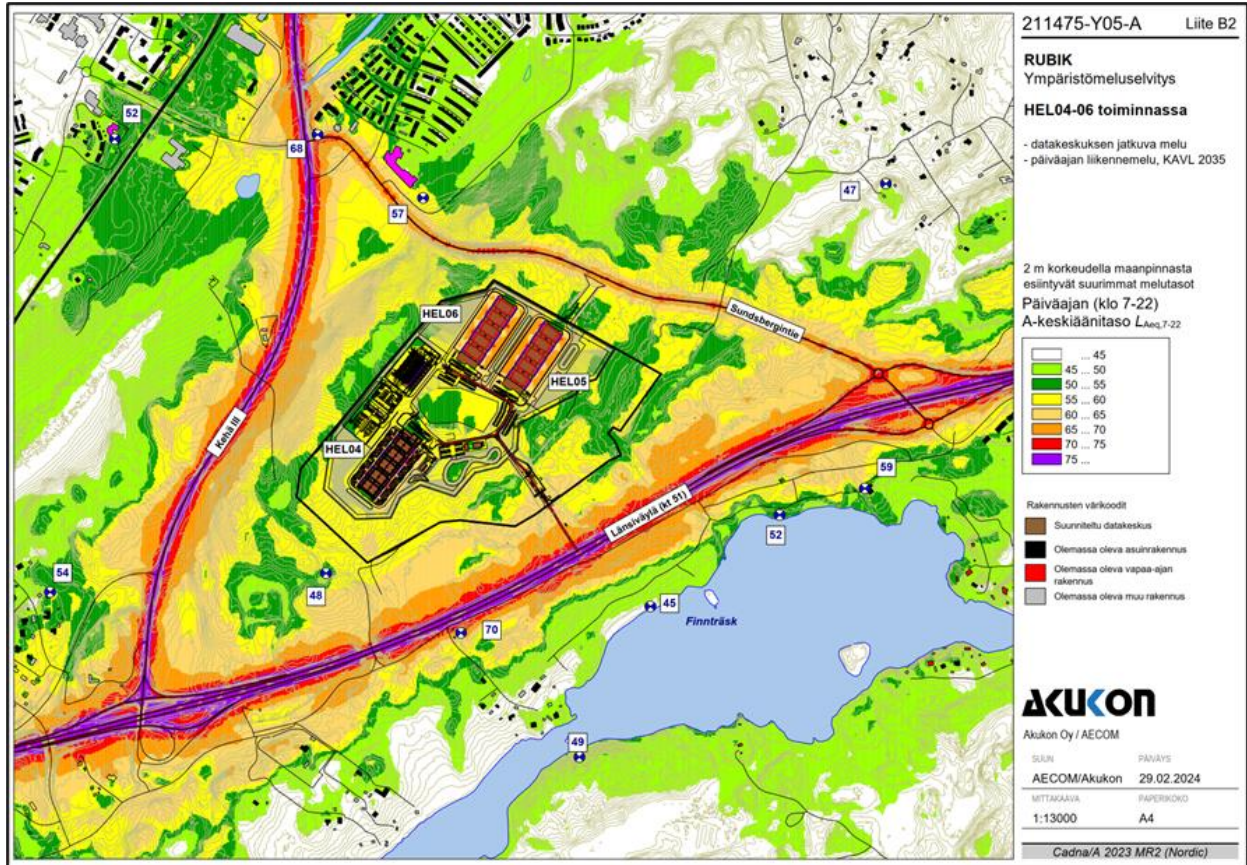 52
68
57
47
Sundsbergintie
HEL06
HEL05
HEL04
Kehä III
Länsiväylä (kt 51)
59
52
54
48
45
70
Finnträsk
49
211475-Y05-A Liite B2
RUBIK
Ympäristömeluselvitys
HEL04-06 toiminnassa
- datakeskuksen jatkuva melu
- päiväajan liikennemelu, KAVL 2035
2 m korkeudella maanpinnasta
esiintyvät suurimmat melutasot
Päiväajan (klo 7-22)
A-keskiäänitaso LAeq,7-22
... 45
45 ... 50
50 ... 55
55 ... 60
60 ... 65
65 ... 70
70 ... 75
75 ...
Rakennusten värikoodit
Suunniteltu datakeskus
Olemassa oleva asuinrakennus
Olemassa oleva vapaa-ajan
rakennus
Olemassa oleva muu rakennus
AKUKON
Akukon Oy / AECOM
SUUN PÄIVÄYS
AECOM/Akukon 29.02.2024
MITTAKAAVA PAPERIKOKO
1:13000 A4
Cadna/A 2023 MR2 (Nordic)